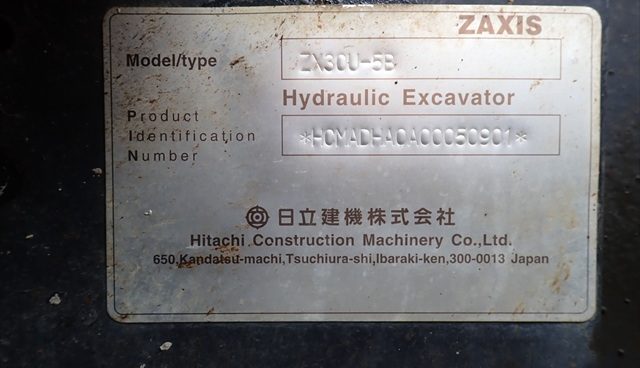 ZAXIS
Model/type ZX30U-5B
Hydraulic Excavator
Product
Identification *HCMADHA0A00050901*
Number
日立建機株式会社
Hitachi Construction Machinery Co.,Ltd.
650,Kandatsu-machi,Tsuchiura-shi,Ibaraki-ken,300-0013 Japan